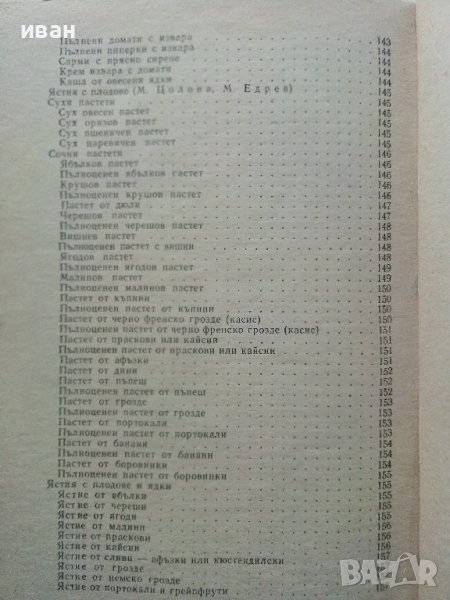 иван
Пълнени домати с извара 143
Пълнени пиперки с извара 144
Сарми с прясно сирене 144
Крем извара с домати 144
Каша от овесени ядки 144
Ястия с плодове (М. Цолова, М. Едрев) 145
Сухи пастети 145
Сух овесен пастет 145
Сух оризов пастет 145
Сух пшеничен пастет 145
Сух царевичен пастет 145
Сочни пастети 146
Ябълков пастет 146
Пълноценен ябълков пастет 146
Крушов пастет 146
Пълноценен крушов пастет 146
Пастет от дюли 147
Черешов пастет 147
Пълноценен черешов пастет 148
Вишнев пастет 148
Пълноценен пастет с вишни 148
Ягодов пастет 148
Пълноценен ягодов пастет 149
Малинов пастет 149
Пълноценен малинов пастет
Пастет от къпини 150
Пълноценен пастет от къпини 150
Пастет от черно френско грозде (касис) 150
Пълноценен пастет от черно френско грозде (касис) 151
Пастет от праскови или кайсии 151
Пълноценен пастет от праскови или кайсии 151
Пастет от афъзки 151
Пастет от дини 152
Пастет от пъпеш 152
Пълноценен пастет от пъпеш 152
Пастет от грозде 153
Пълноценен пастет от грозде 153
Пастет от портокали 153
Пълноценен пастет от портокали 153
Пастет от банани 154
Пълноценен пастет от банани 154
Пастет от боровинки 154
Пълноценен пастет от боровинки 155
Ястия с плодове и ядки 155
Ястие от ябълки 155
Ястие от череши 155
Ястие от ягоди 155
Ястие от малини 156
Ястие от праскови 156
Ястие от кайсии 156
Ястие от сливи — афъзки или кюстендилски 157
Ястие от грозде
Ястие от немско грозде
Ястие от портокали и грейпфрути
BAZAR